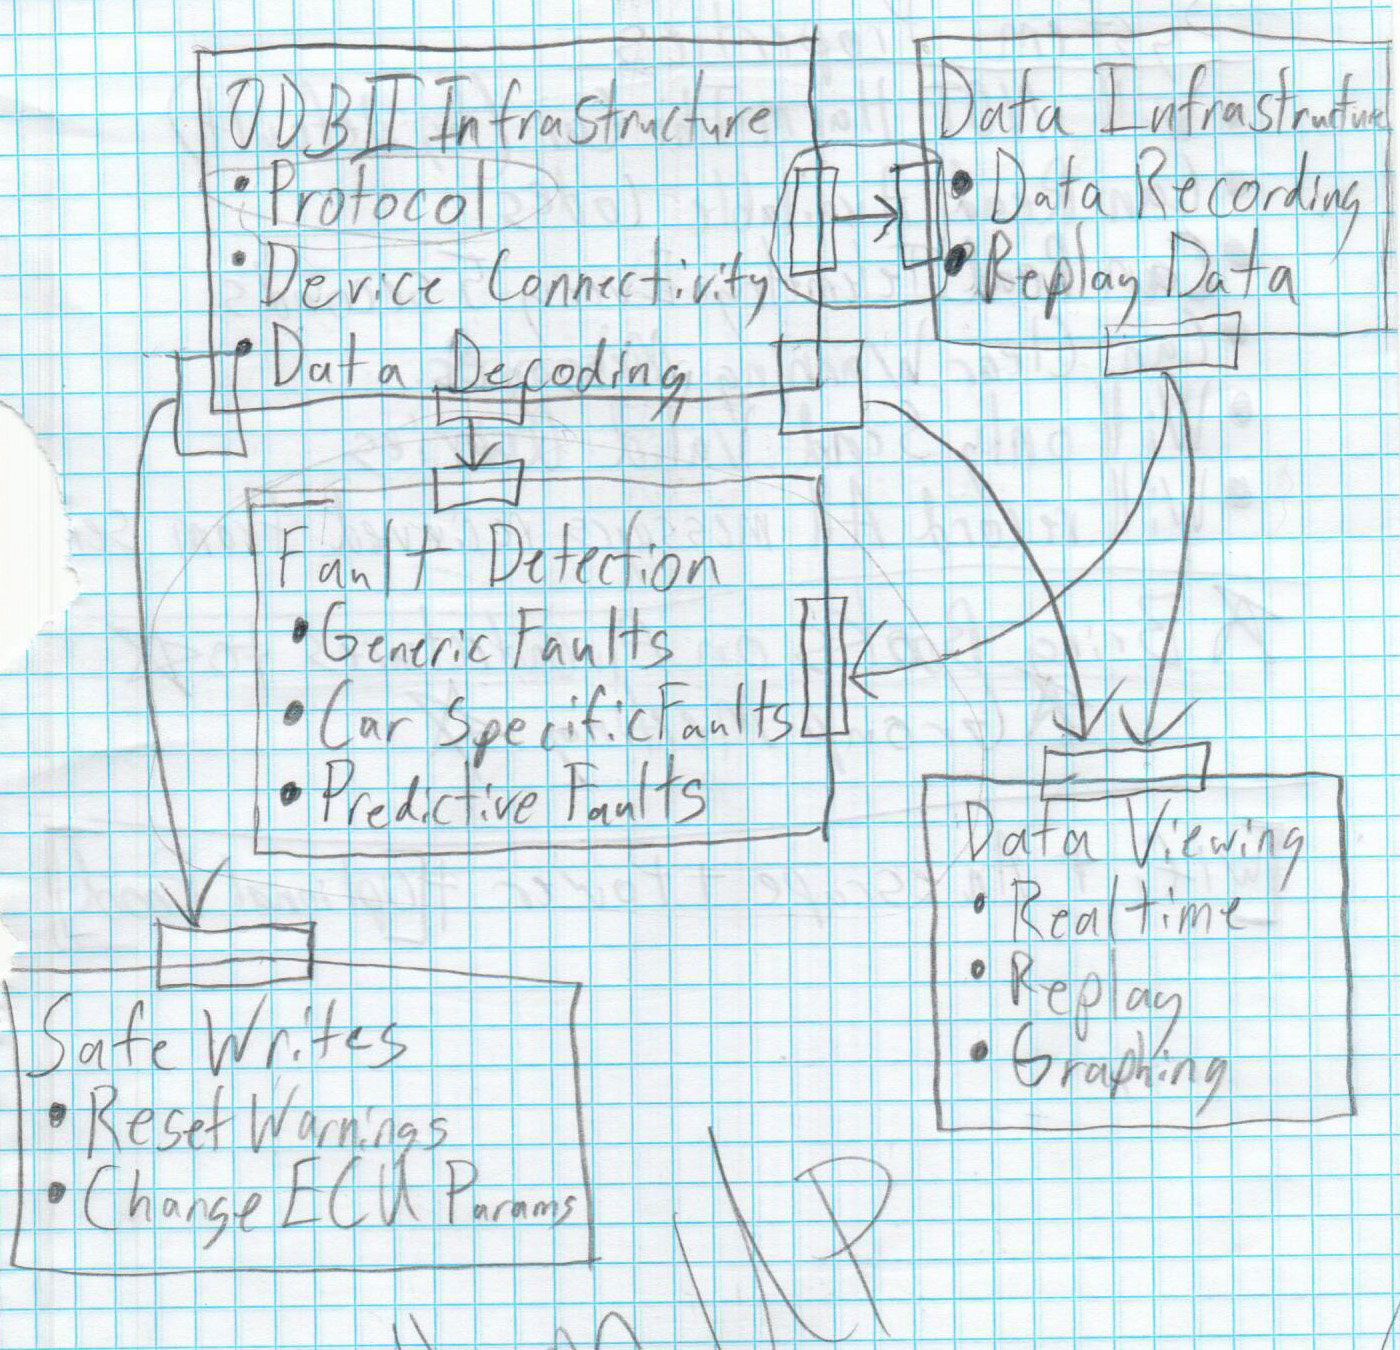 ODBII Infrastructure
• Protocol
• Device Connectivity
• Data Decoding
Data Infrastructure
• Data Recording
• Replay Data
Fault Detection
• Generic Faults
• Car Specific Faults
• Predictive Faults
Data Viewing
• Realtime
• Replay
• Graphing
Safe Writes
• Reset Warnings
• Change ECU Params